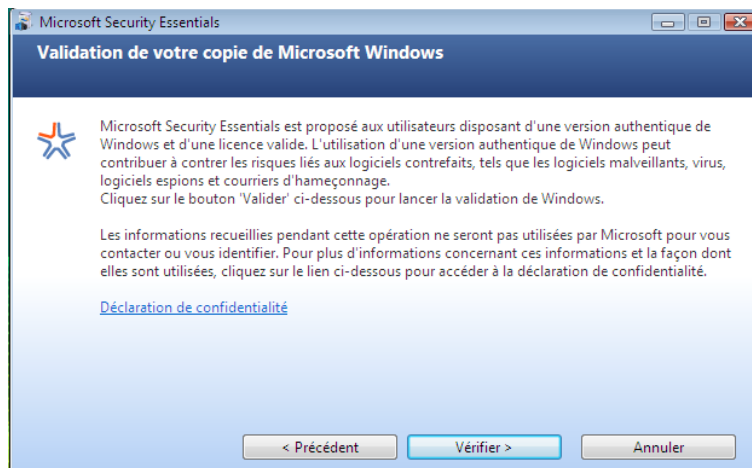 Microsoft Security Essentials
Validation de votre copie de Microsoft Windows
Microsoft Security Essentials est proposé aux utilisateurs disposant d'une version authentique de
Windows et d'une licence valide. L'utilisation d'une version authentique de Windows peut
contribuer à contrer les risques liés aux logiciels contrefaits, tels que les logiciels malveillants, virus,
logiciels espions et courriers d'hameçonnage.
Cliquez sur le bouton 'Valider' ci-dessous pour lancer la validation de Windows.
Les informations recueillies pendant cette opération ne seront pas utilisées par Microsoft pour vous
contacter ou vous identifier. Pour plus d'informations concernant ces informations et la façon dont
elles sont utilisées, cliquez sur le lien ci-dessous pour accéder à la déclaration de confidentialité.
Déclaration de confidentialité
< Précédent
Vérifier >
Annuler